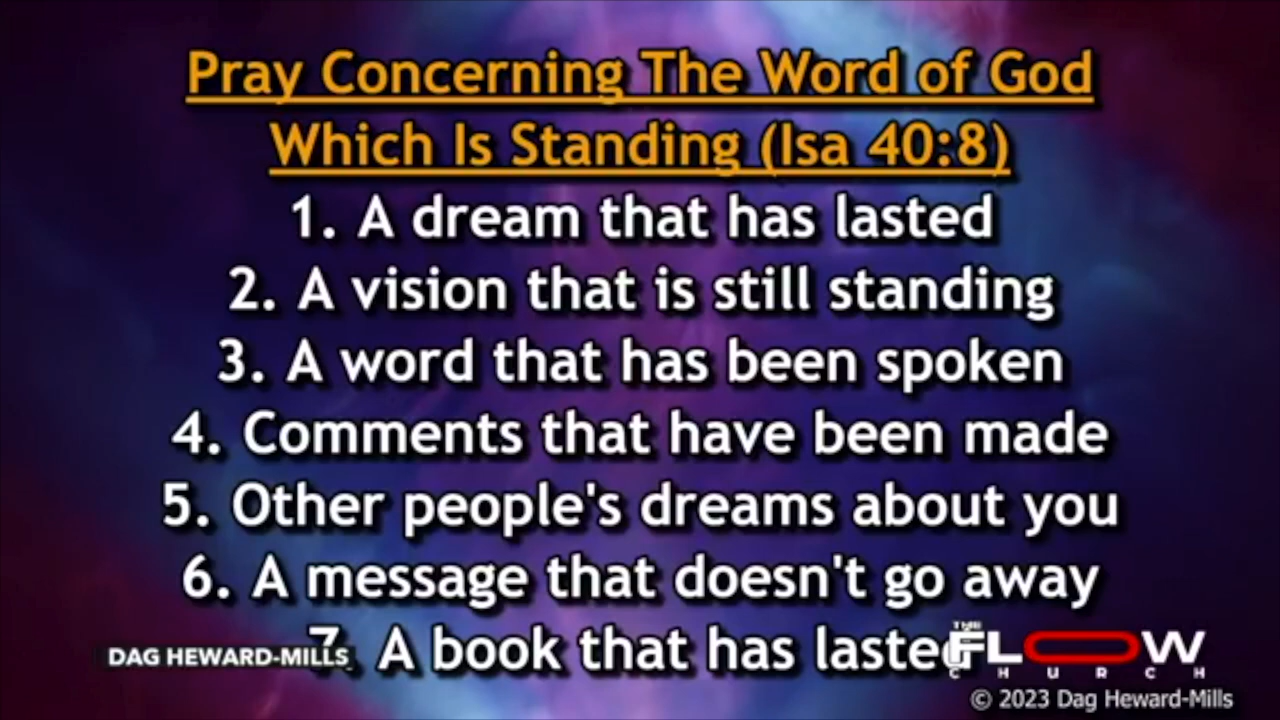 Pray Concerning The Word of God
Which Is Standing (Isa 40:8)
1. A dream that has lasted
2. A vision that is still standing
3. A word that has been spoken
4. Comments that have been made
5. Other people's dreams about you
6. A message that doesn't go away
7. A book that has lasted
DAG HEWARD-MILLS
THE
FLOW
CHURCH
© 2023 Dag Heward-Mills